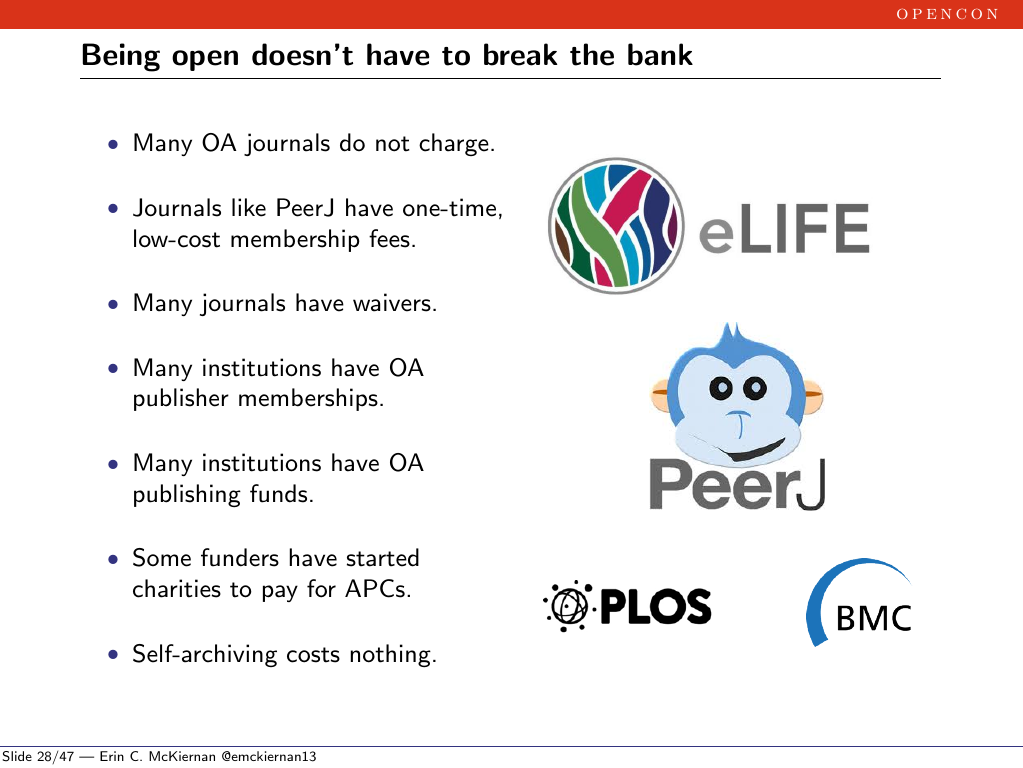 OPENCON
Being open doesn't have to break the bank
• Many OA journals do not charge.
• Journals like PeerJ have one-time,
low-cost membership fees.
• Many journals have waivers.
• Many institutions have OA
publisher memberships.
• Many institutions have OA
publishing funds.
• Some funders have started
charities to pay for APCs.
• Self-archiving costs nothing.
eLIFE
PeerJ
PLOS
BMC
Slide 28/47 — Erin C. McKiernan @emckiernan13